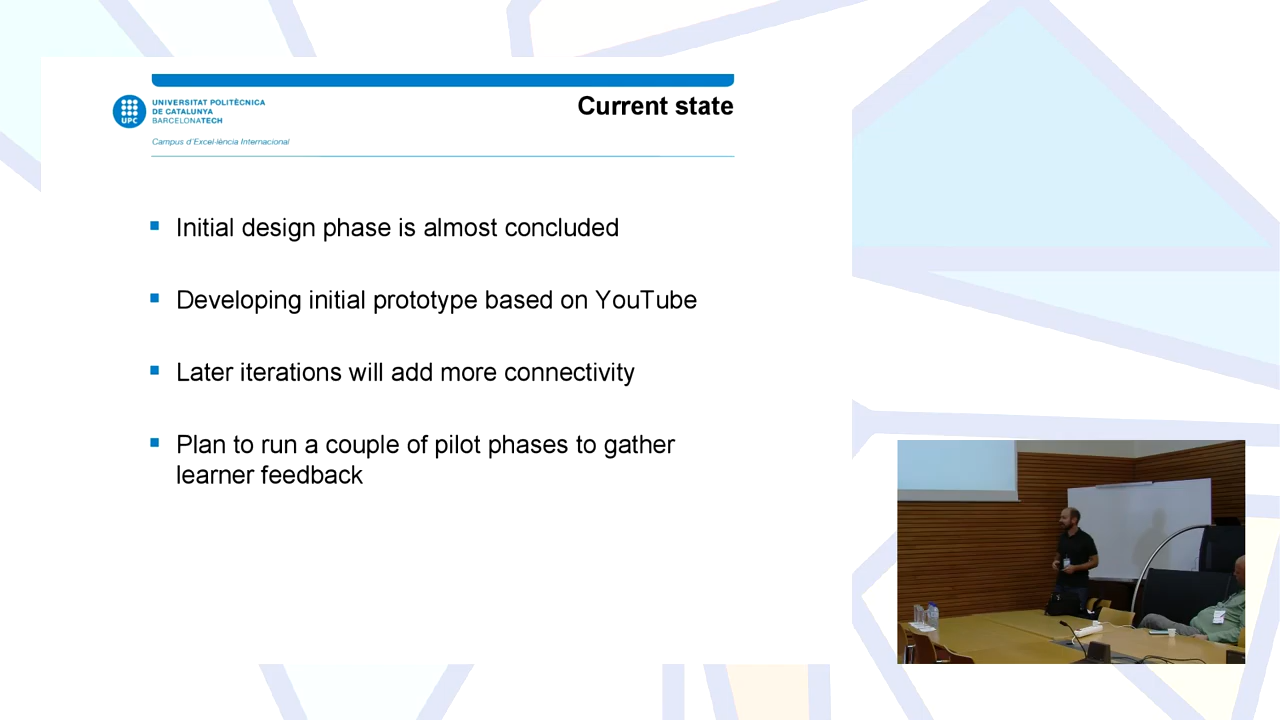 UNIVERSITAT POLITÈCNICA
DE CATALUNYA
BARCELONATECH
UPC
Campus d'Excel·lència Internacional
Current state
Initial design phase is almost concluded
Developing initial prototype based on YouTube
Later iterations will add more connectivity
Plan to run a couple of pilot phases to gather
learner feedback